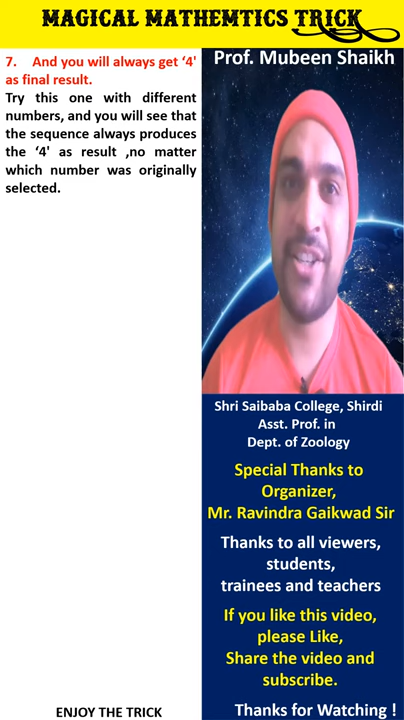 MAGICAL MATHEMTICS TRICK
7. And you will always get ‘4'
as final result.
Try this one with different
numbers, and you will see that
the sequence always produces
the ‘4' as result ,no matter
which number was originally
selected.
ENJOY THE TRICK
Prof. Mubeen Shaikh
Shri Saibaba College, Shirdi
Asst. Prof. in
Dept. of Zoology
Special Thanks to
Organizer,
Mr. Ravindra Gaikwad Sir
Thanks to all viewers,
students,
trainees and teachers
If you like this video,
please Like,
Share the video and
subscribe.
Thanks for Watching !